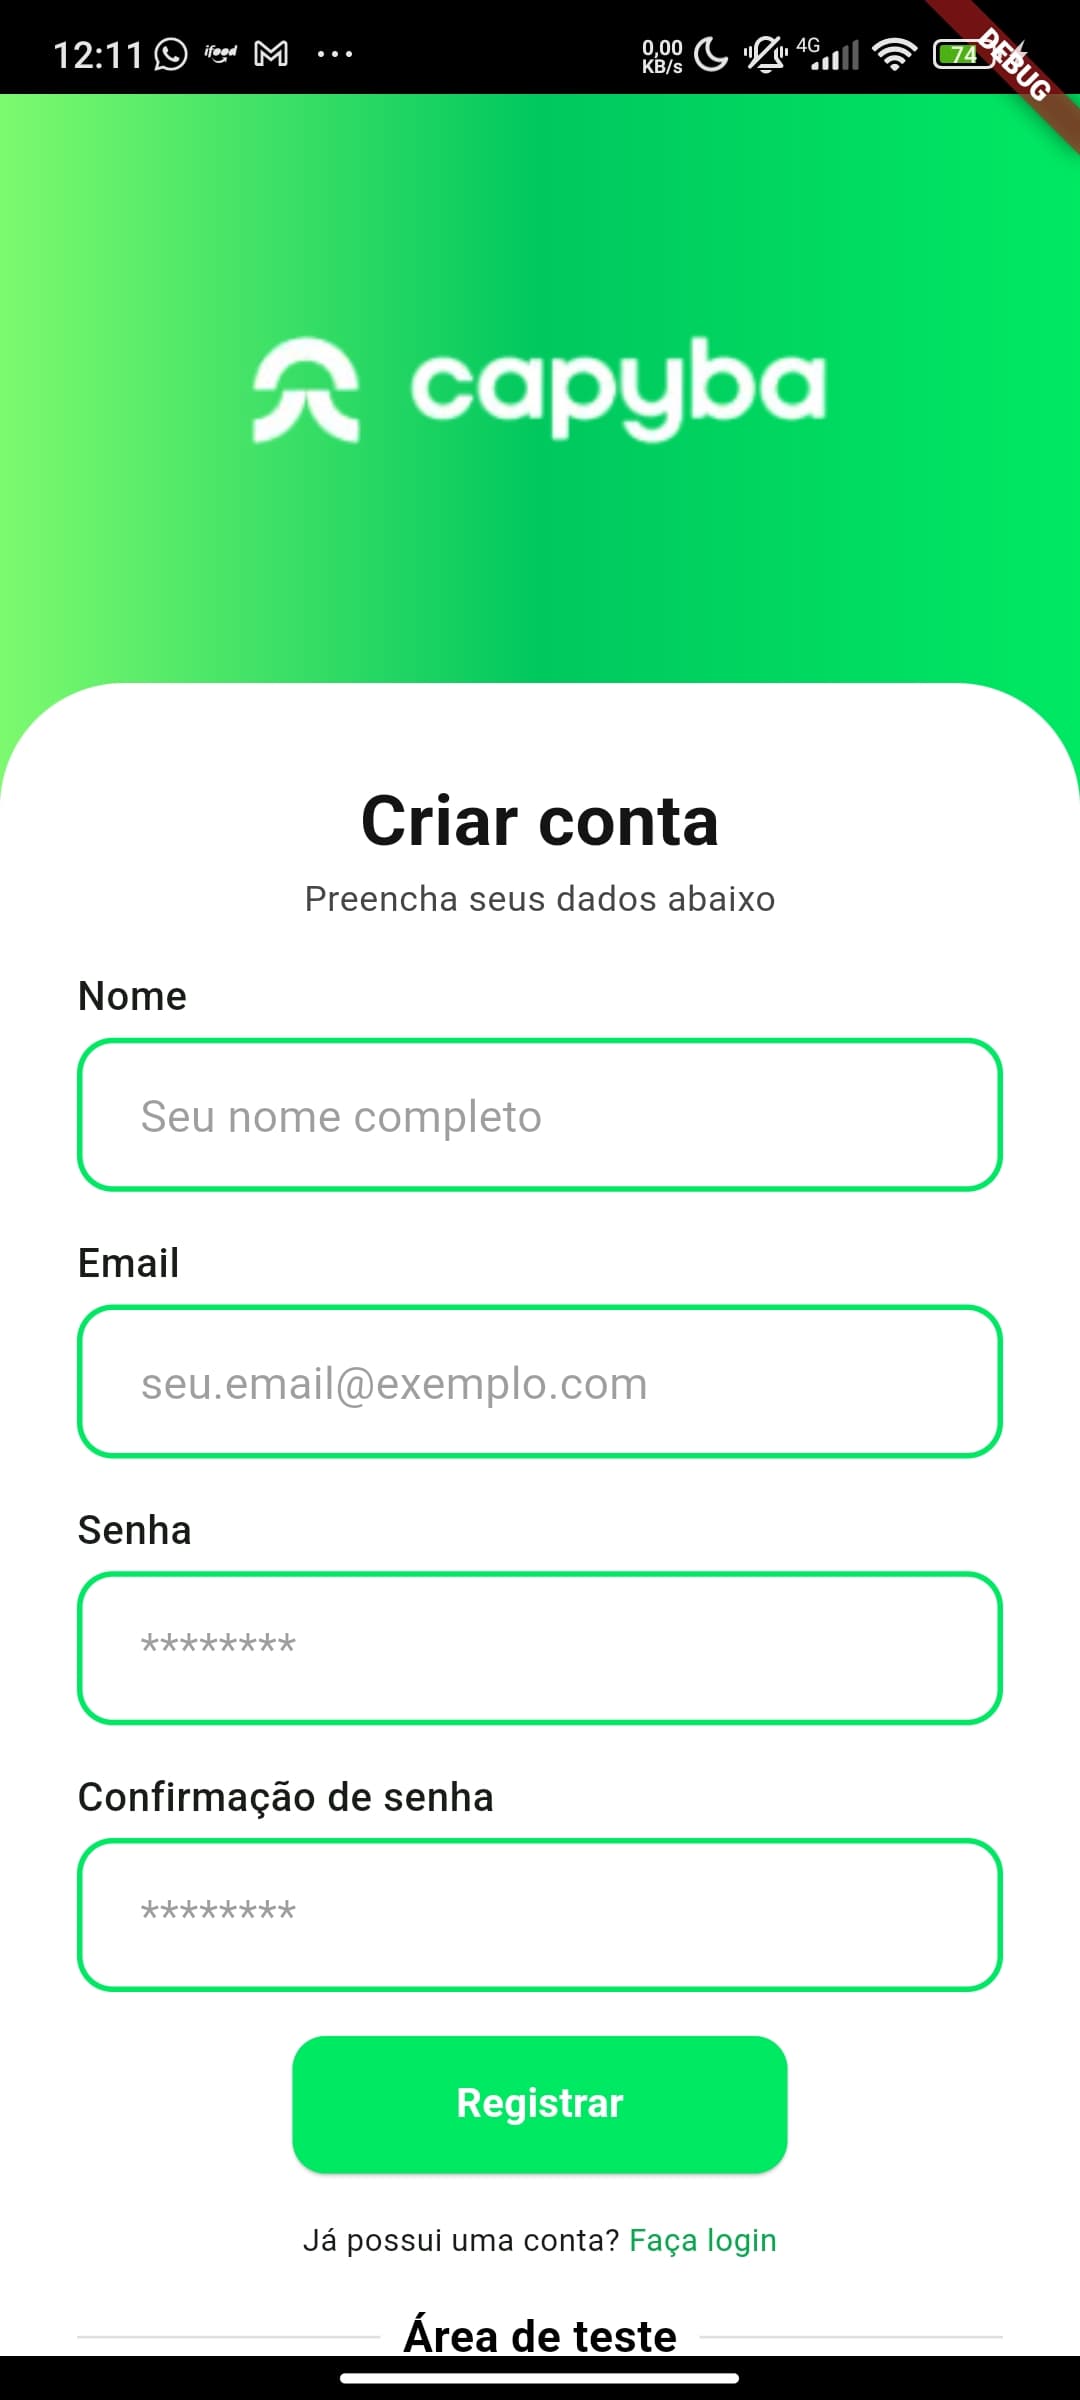 12:11 ifood ... 0,00 KB/s 4G 74
DEBUG
capyba
Criar conta
Preencha seus dados abaixo
Nome
Seu nome completo
Email
seu.email@exemplo.com
Senha
********
Confirmação de senha
********
Registrar
Já possui uma conta? Faça login
Área de teste